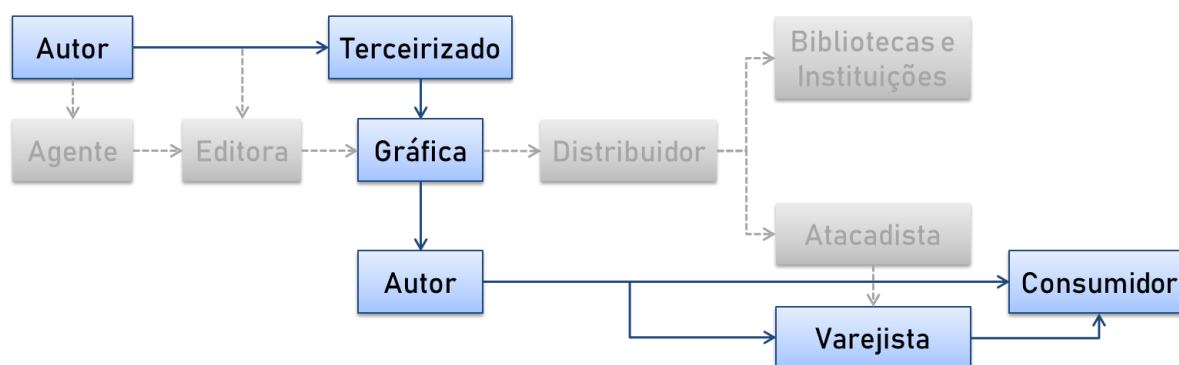 Autor
Terceirizado
Bibliotecas e
Instituições
Agente
Editora
Gráfica
Distribuidor
Atacadista
Autor
Consumidor
Varejista